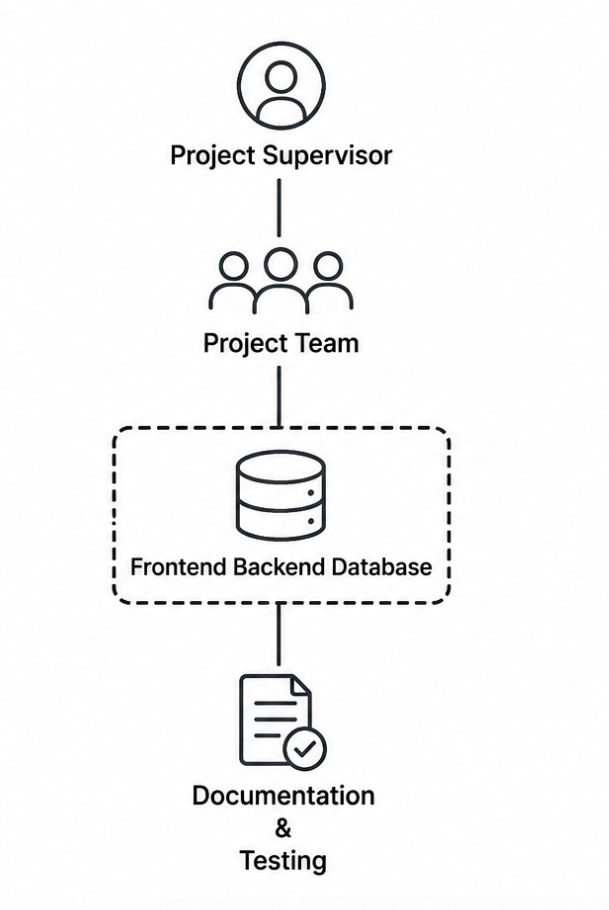 Project Supervisor
Project Team
Frontend Backend Database
Documentation
&
Testing